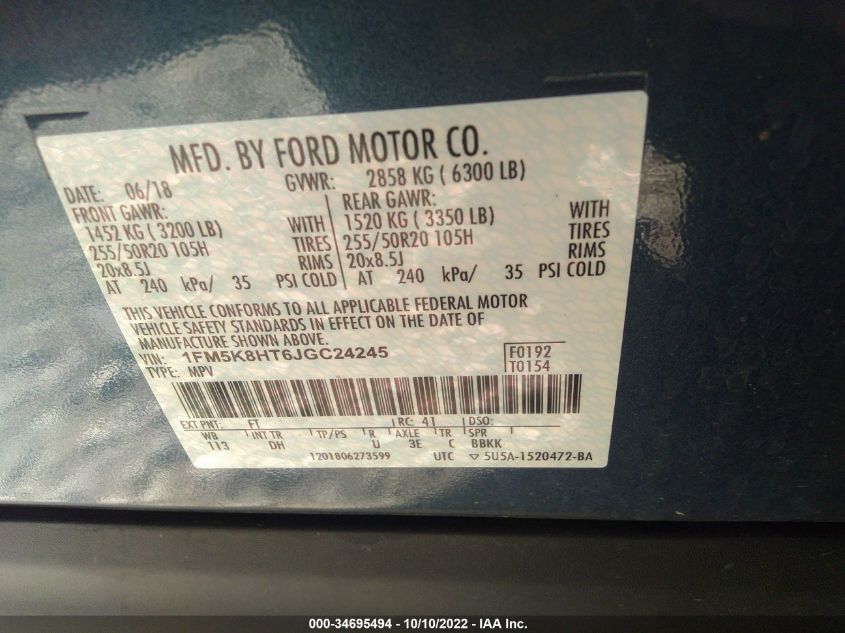 MFD. BY FORD MOTOR CO.
DATE: 06/18 GVWR: 2858 KG ( 6300 LB)
FRONT GAWR: REAR GAWR:
1452 KG ( 3200 LB) WITH 1520 KG ( 3350 LB) WITH
255/50R20 105H TIRES 255/50R20 105H TIRES
20x8.5J RIMS 20x8.5J RIMS
AT 240 kPa/ 35 PSI COLD AT 240 kPa/ 35 PSI COLD
THIS VEHICLE CONFORMS TO ALL APPLICABLE FEDERAL MOTOR
VEHICLE SAFETY STANDARDS IN EFFECT ON THE DATE OF
MANUFACTURE SHOWN ABOVE.
VIN: 1FM5K8HT6JGC24245 F0192
TYPE: MPV T0154
EXT PNT: FT RC: 41 DSO:
WB INT TR TP/PS R AXLE TR SPR
113 DH U 3E C BBKK
1201806273599 UTC ▽ 5U5A-1520472-BA
000-34695494 - 10/10/2022 - IAA Inc.